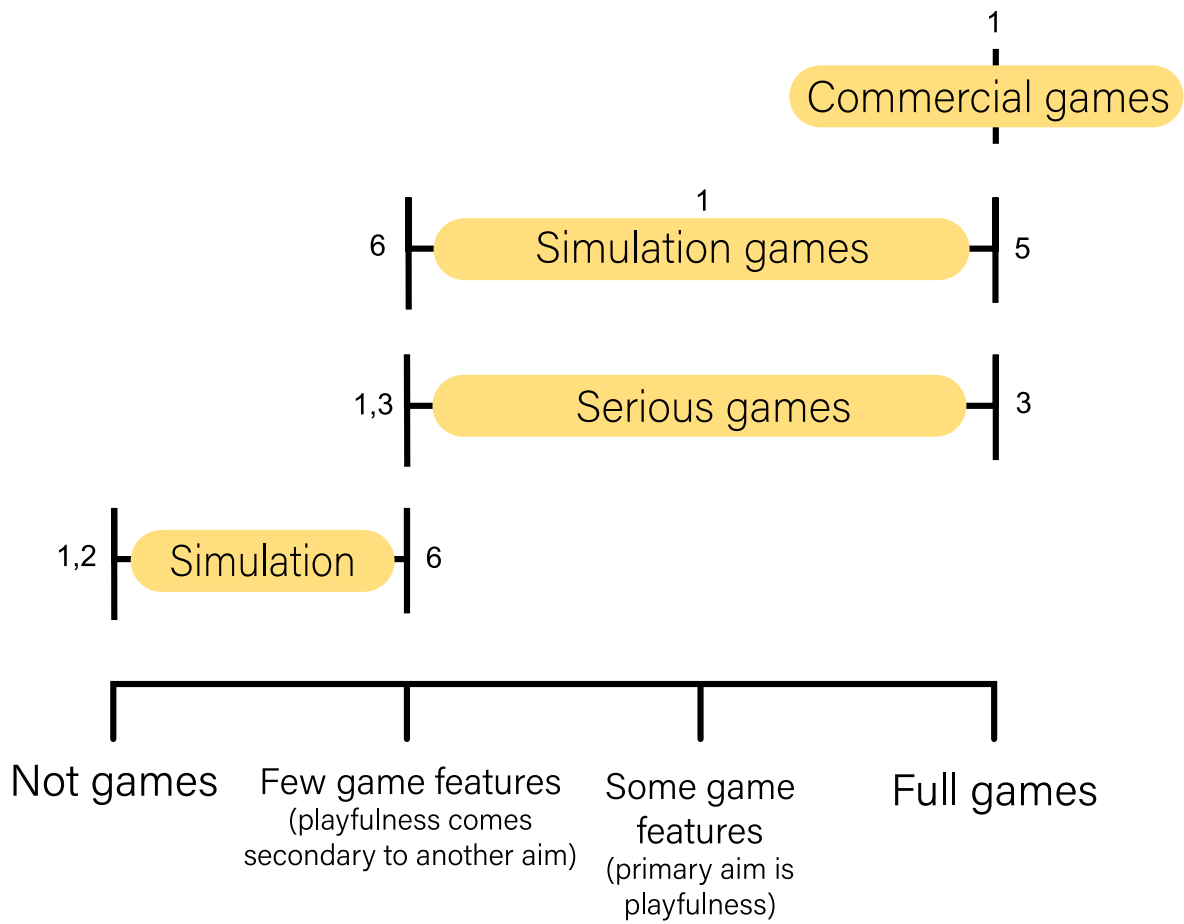 1
Commercial games
1
6
Simulation games
5
1,3
Serious games
3
1,2
Simulation
6
Not games
Few game features
(playfulness comes
secondary to another aim)
Some game
features
(primary aim is
playfulness)
Full games